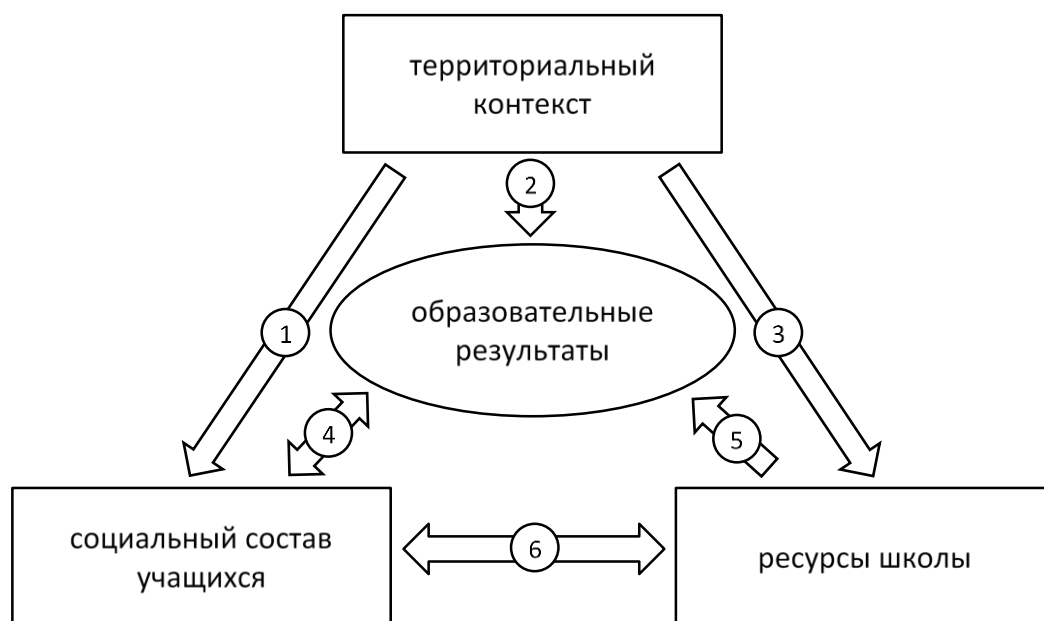 территориальный
контекст
2
образовательные
результаты
1
3
4
5
социальный состав
учащихся
6
ресурсы школы